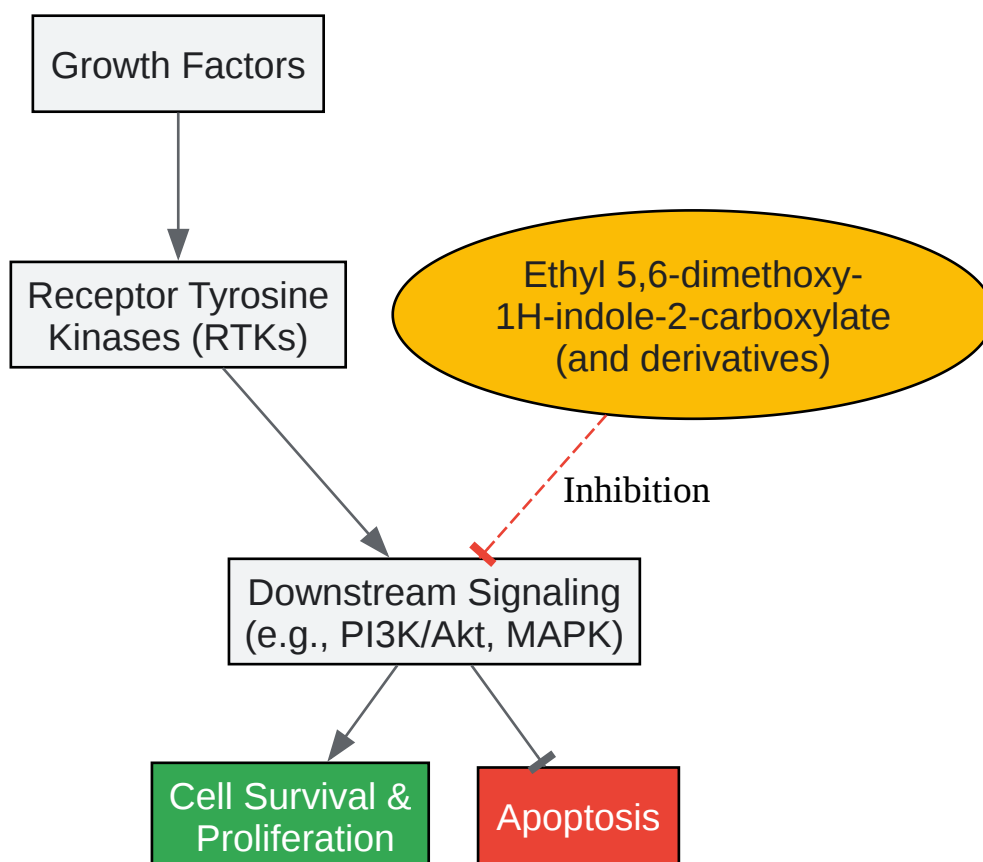 Growth Factors
Receptor Tyrosine
Kinases (RTKs)
Ethyl 5,6-dimethoxy-
1H-indole-2-carboxylate
(and derivatives)
Inhibition
Downstream Signaling
(e.g., PI3K/Akt, MAPK)
Cell Survival &
Proliferation
Apoptosis